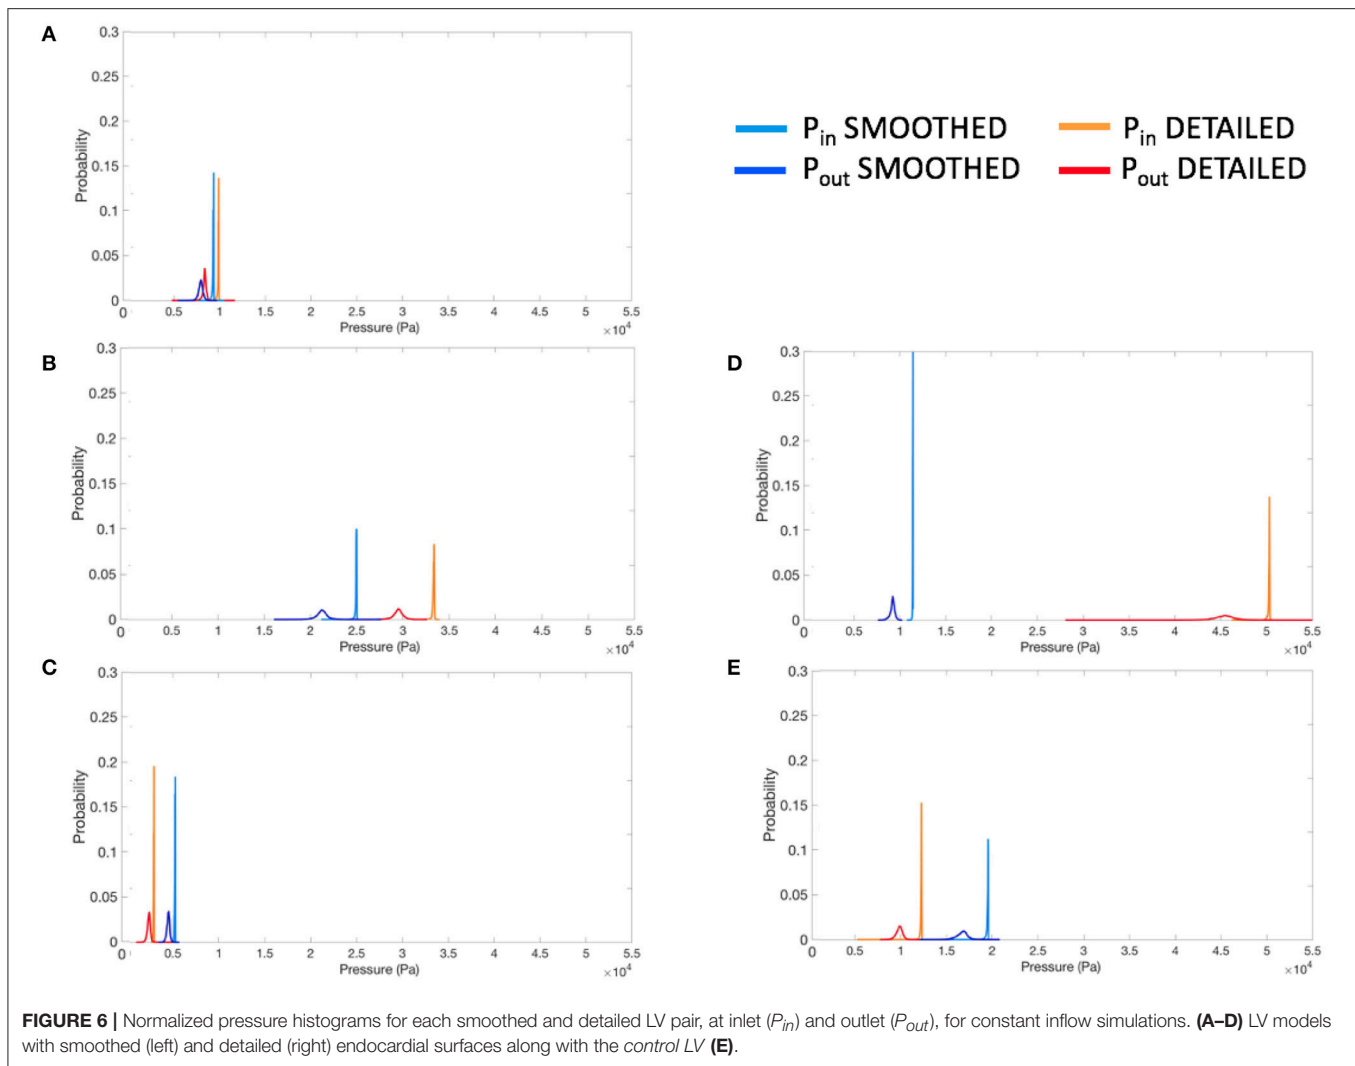 A
0.3
0.25
0.2
0.15
0.1
0.05
0
Probability
0 0.5 1 1.5 2 2.5 3 3.5 4 4.5 5 5.5
Pressure (Pa)
×10⁴
P_in SMOOTHED
P_in DETAILED
P_out SMOOTHED
P_out DETAILED
B
0.3
0.25
0.2
0.15
0.1
0.05
0
Probability
0 0.5 1 1.5 2 2.5 3 3.5 4 4.5 5 5.5
Pressure (Pa)
×10⁴
D
0.3
0.25
0.2
0.15
0.1
0.05
0
Probability
0 0.5 1 1.5 2 2.5 3 3.5 4 4.5 5 5.5
Pressure (Pa)
×10⁴
C
0.3
0.25
0.2
0.15
0.1
0.05
0
Probability
0 0.5 1 1.5 2 2.5 3 3.5 4 4.5 5 5.5
Pressure (Pa)
×10⁴
E
0.3
0.25
0.2
0.15
0.1
0.05
0
Probability
0 0.5 1 1.5 2 2.5 3 3.5 4 4.5 5 5.5
Pressure (Pa)
×10⁴
FIGURE 6 | Normalized pressure histograms for each smoothed and detailed LV pair, at inlet (P_in) and outlet (P_out), for constant inflow simulations. (A–D) LV models
with smoothed (left) and detailed (right) endocardial surfaces along with the control LV (E).